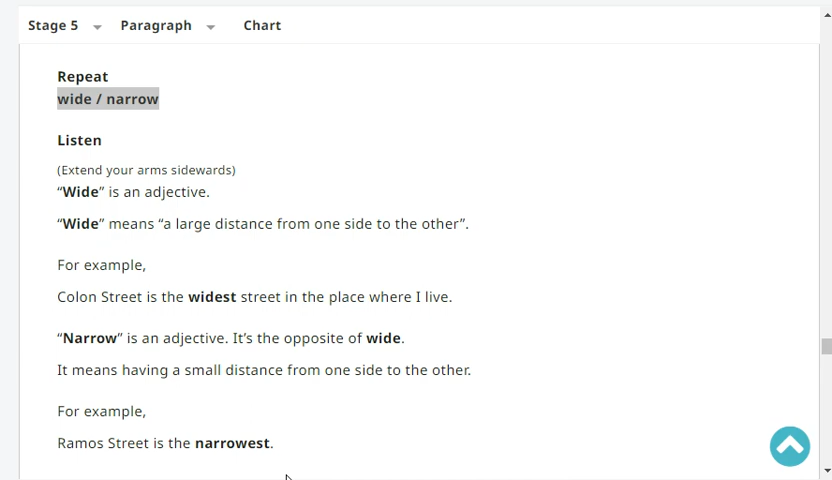 Stage 5 Paragraph Chart
Repeat
wide / narrow
Listen
(Extend your arms sidewards)
“Wide” is an adjective.
“Wide” means “a large distance from one side to the other”.
For example,
Colon Street is the widest street in the place where I live.
“Narrow” is an adjective. It’s the opposite of wide.
It means having a small distance from one side to the other.
For example,
Ramos Street is the narrowest.